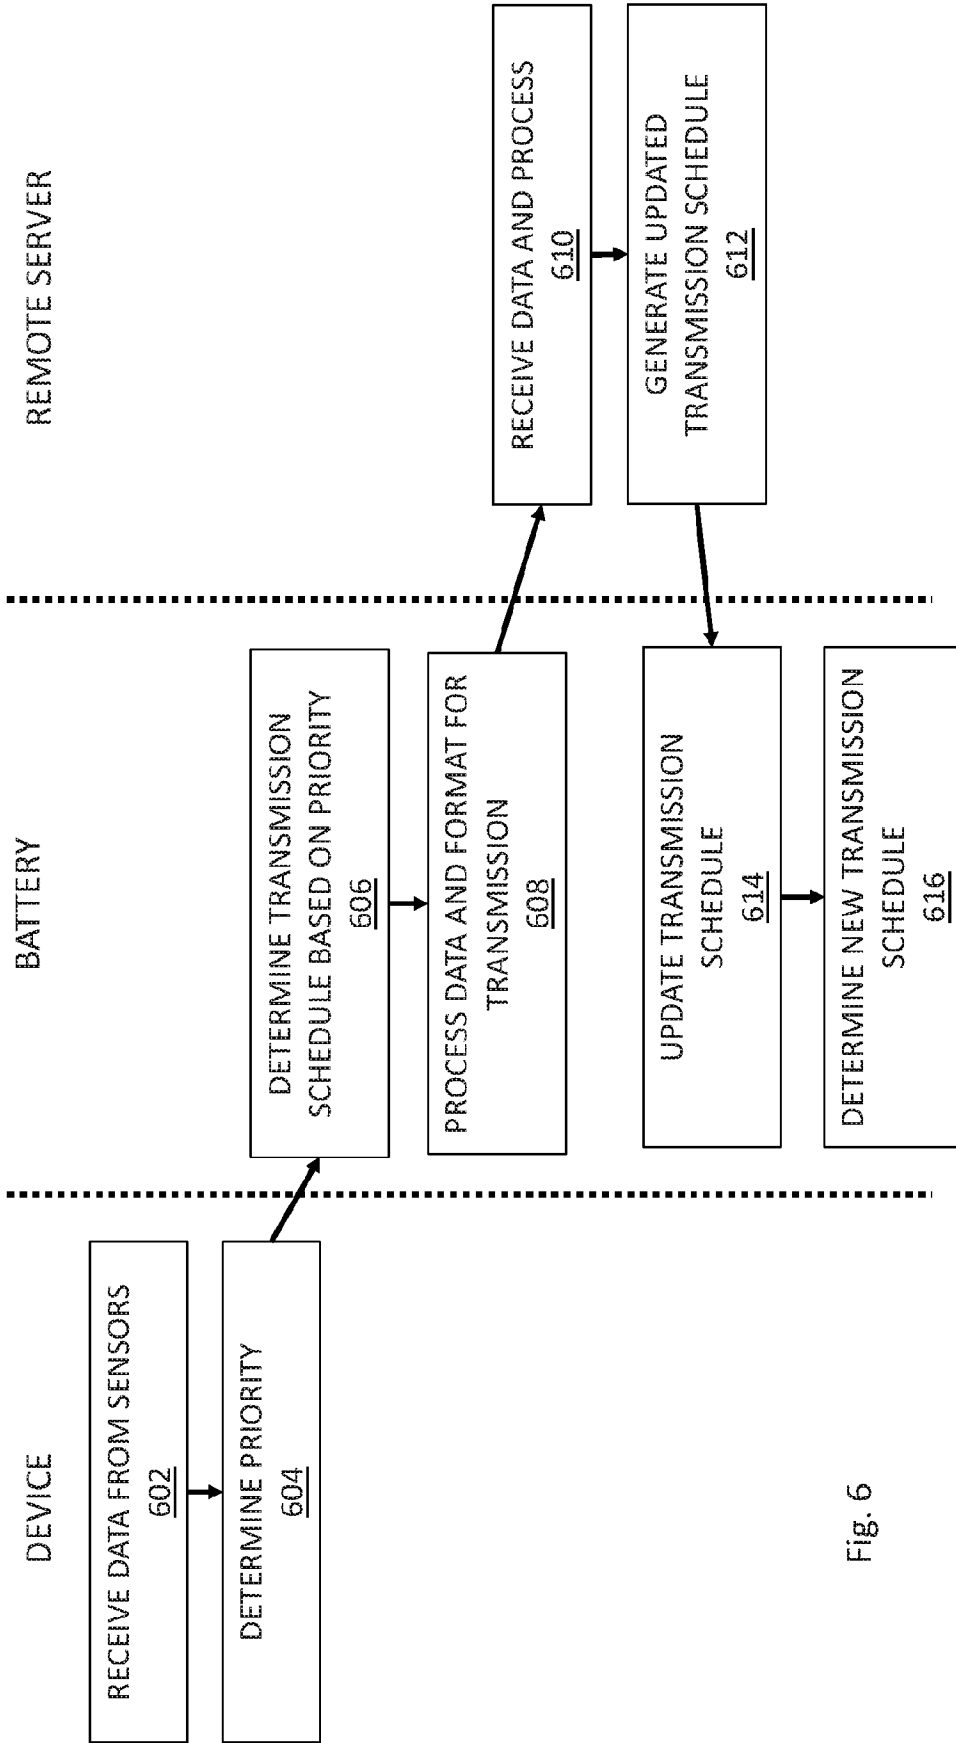 DEVICE
BATTERY
REMOTE SERVER
RECEIVE DATA FROM SENSORS
602
DETERMINE PRIORITY
604
DETERMINE TRANSMISSION
SCHEDULE BASED ON PRIORITY
606
PROCESS DATA AND FORMAT FOR
TRANSMISSION
608
RECEIVE DATA AND PROCESS
610
GENERATE UPDATED
TRANSMISSION SCHEDULE
612
UPDATE TRANSMISSION
SCHEDULE
614
DETERMINE NEW TRANSMISSION
SCHEDULE
616
Fig. 6